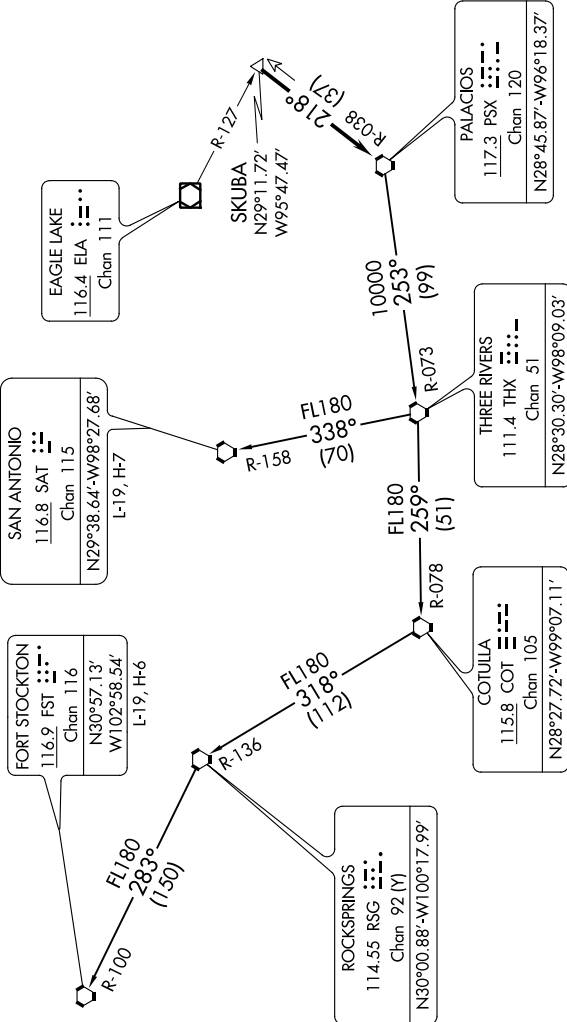 FORT STOCKTON
116.9 FST
Chan 116
N30°57.13'
W102°58.54'
L-19, H-6
SAN ANTONIO
116.8 SAT
Chan 115
N29°38.64'-W98°27.68'
L-19, H-7
EAGLE LAKE
116.4 ELA
Chan 111
R-127
SKUBA
N29°11.72'
W95°47.47'
218°
(37)
R-038
PALACIOS
117.3 PSX
Chan 120
N28°45.87'-W96°18.37'
10000
253°
(99)
R-073
THREE RIVERS
111.4 THX
Chan 51
N28°30.30'-W98°09.03'
FL180
338°
(70)
R-158
FL180
259°
(51)
R-078
COTULLA
115.8 COT
Chan 105
N28°27.72'-W99°07.11'
FL180
318°
(112)
R-136
ROCKSPRINGS
114.55 RSG
Chan 92 (Y)
N30°00.88'-W100°17.99'
FL180
283°
(150)
R-100